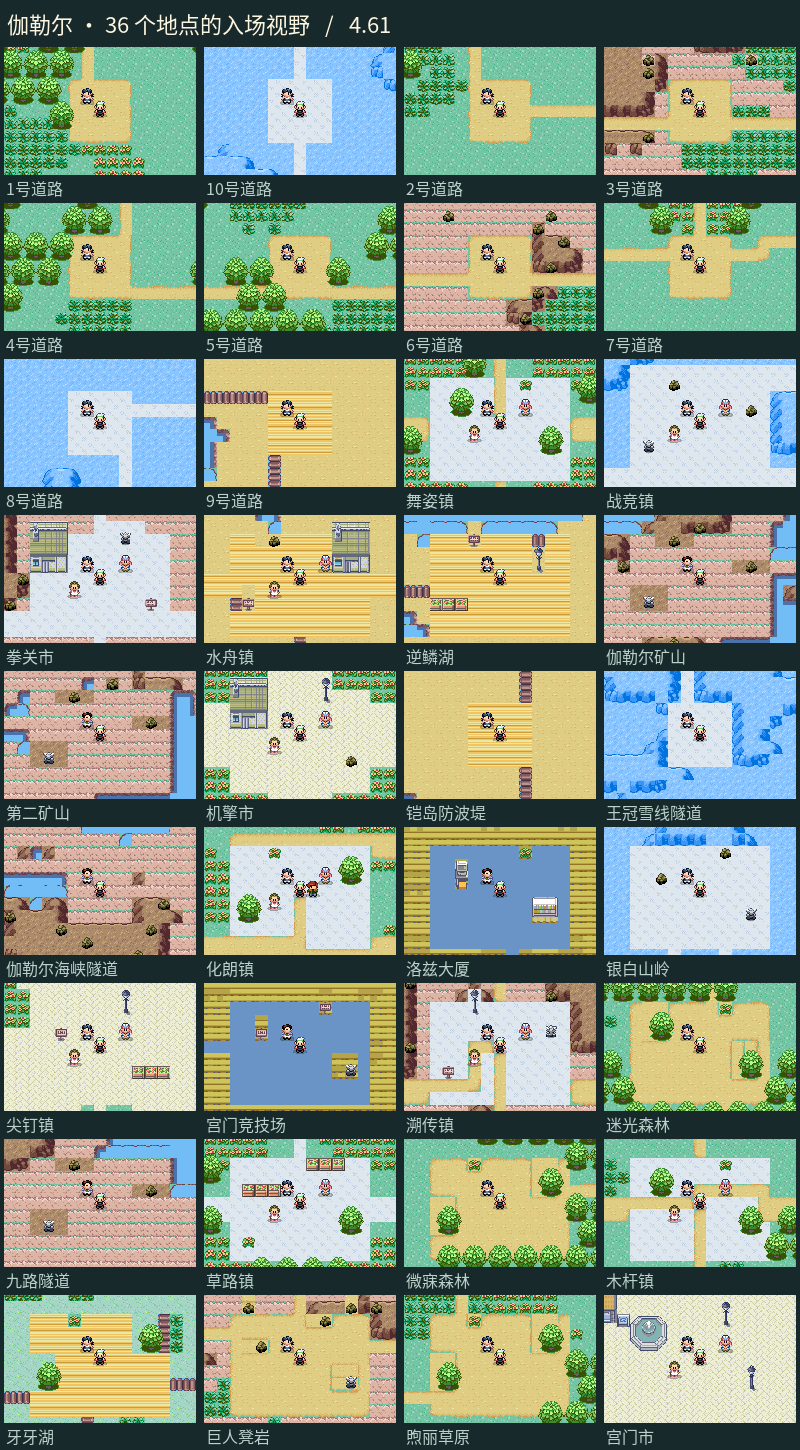 伽勒尔 · 36 个地点的入场视野 / 4.61
1号道路
10号道路
2号道路
3号道路
4号道路
5号道路
6号道路
7号道路
8号道路
9号道路
舞姿镇
战竞镇
拳关市
水舟镇
逆鳞湖
伽勒尔矿山
第二矿山
机擎市
铠岛防波堤
王冠雪线隧道
伽勒尔海峡隧道
化朗镇
洛兹大厦
银白山岭
尖钉镇
宫门竞技场
溯传镇
迷光森林
九路隧道
草路镇
微寐森林
木杆镇
牙牙湖
巨人凳岩
煦丽草原
宫门市